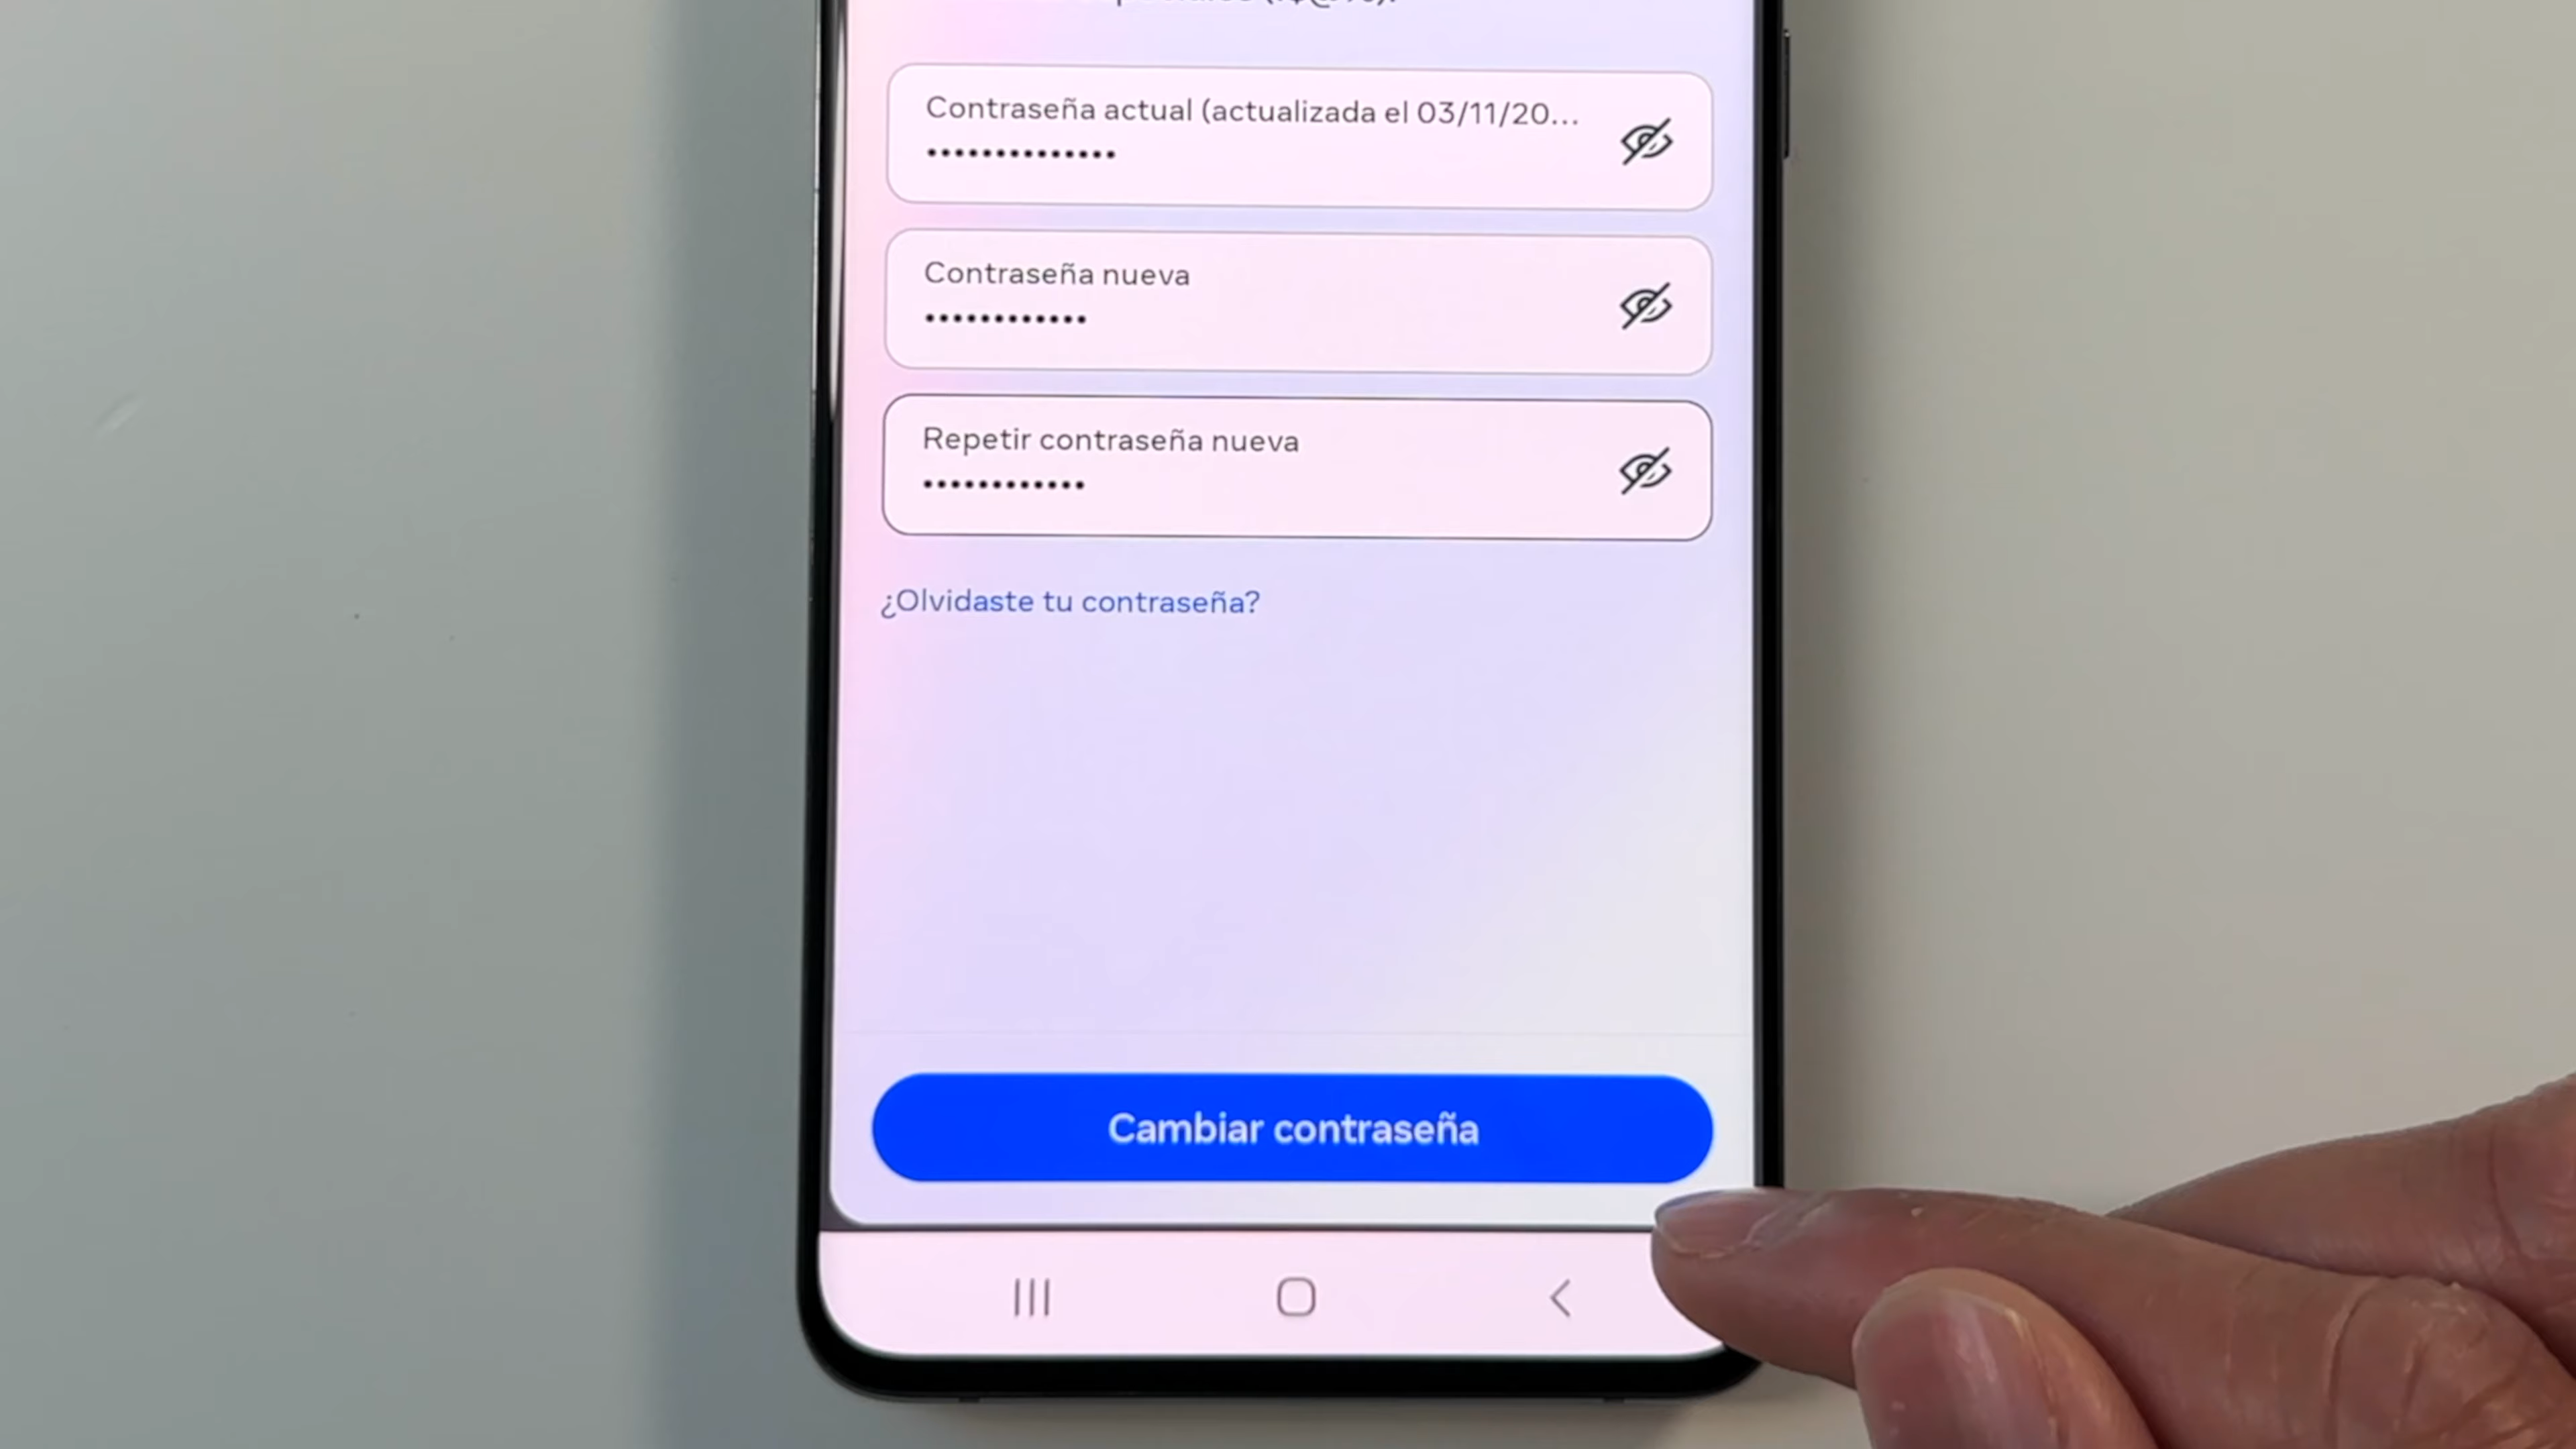 Contraseña actual (actualizada el 03/11/20...
••••••••••••••
Contraseña nueva
••••••••••••
Repetir contraseña nueva
••••••••••••
¿Olvidaste tu contraseña?
Cambiar contraseña